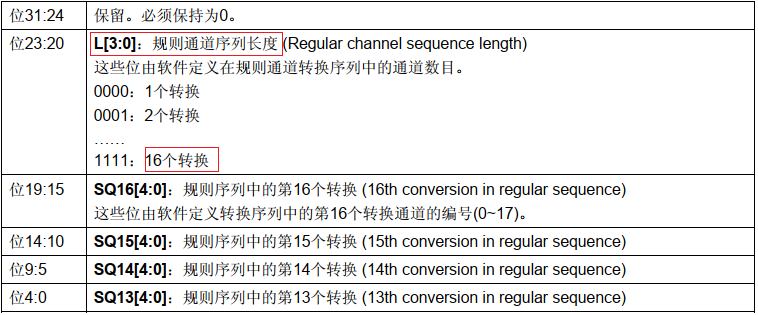 位31:24 保留。必须保持为0。
位23:20 L[3:0]：规则通道序列长度 (Regular channel sequence length)
这些位由软件定义在规则通道转换序列中的通道数目。
0000：1个转换
0001：2个转换
……
1111：16个转换
位19:15 SQ16[4:0]：规则序列中的第16个转换 (16th conversion in regular sequence)
这些位由软件定义转换序列中的第16个转换通道的编号(0~17)。
位14:10 SQ15[4:0]：规则序列中的第15个转换 (15th conversion in regular sequence)
位9:5 SQ14[4:0]：规则序列中的第14个转换 (14th conversion in regular sequence)
位4:0 SQ13[4:0]：规则序列中的第13个转换 (13th conversion in regular sequence)